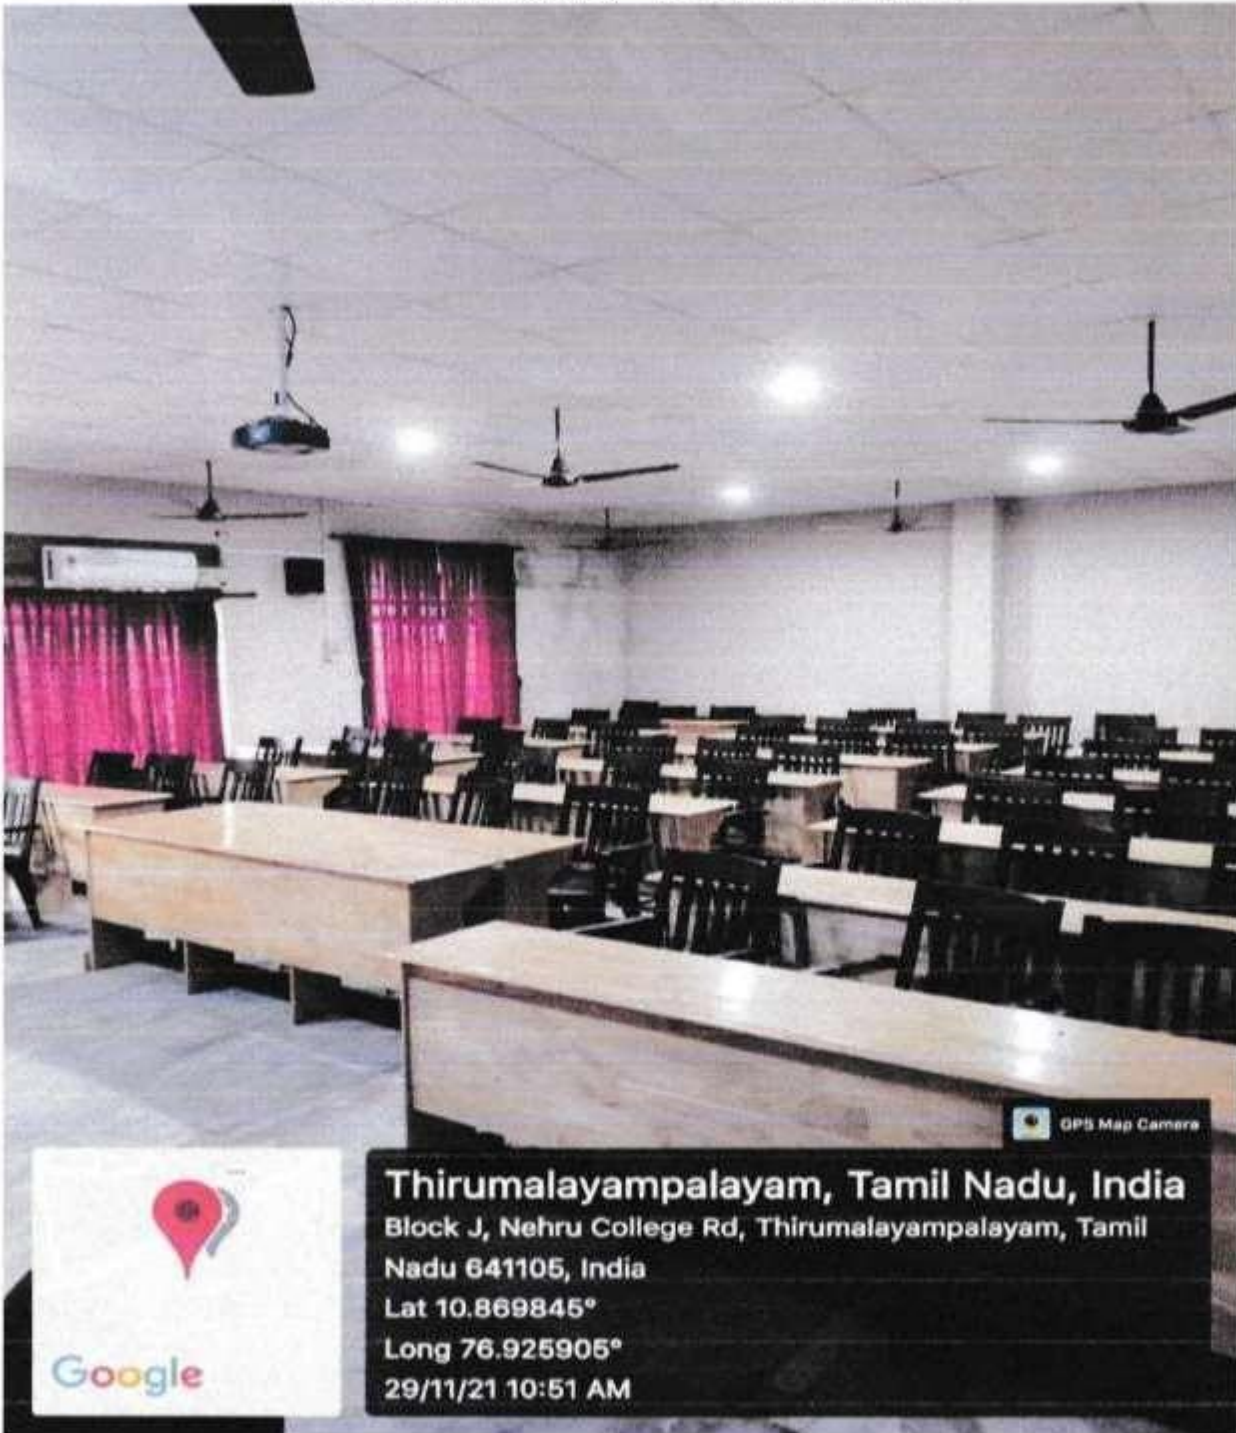 GPS Map Camera
Thirumalayampalayam, Tamil Nadu, India
Block J, Nehru College Rd, Thirumalayampalayam, Tamil
Nadu 641105, India
Lat 10.869845°
Long 76.925905°
29/11/21 10:51 AM
Google